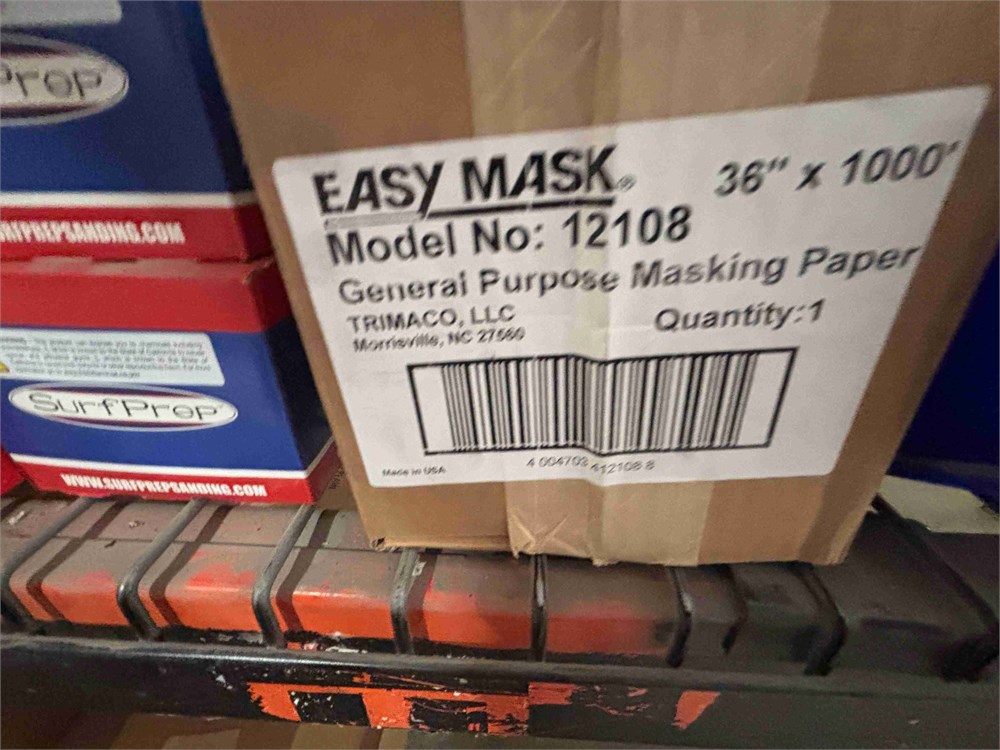 Prep
SURFPREPSANDING.COM
SurfPrep
WWW.SURFPREPSANDING.COM
EASY MASK®
36" x 1000'
Model No: 12108
General Purpose Masking Paper
TRIMACO, LLC
Quantity:1
Morrisville, NC 27560
Made in USA